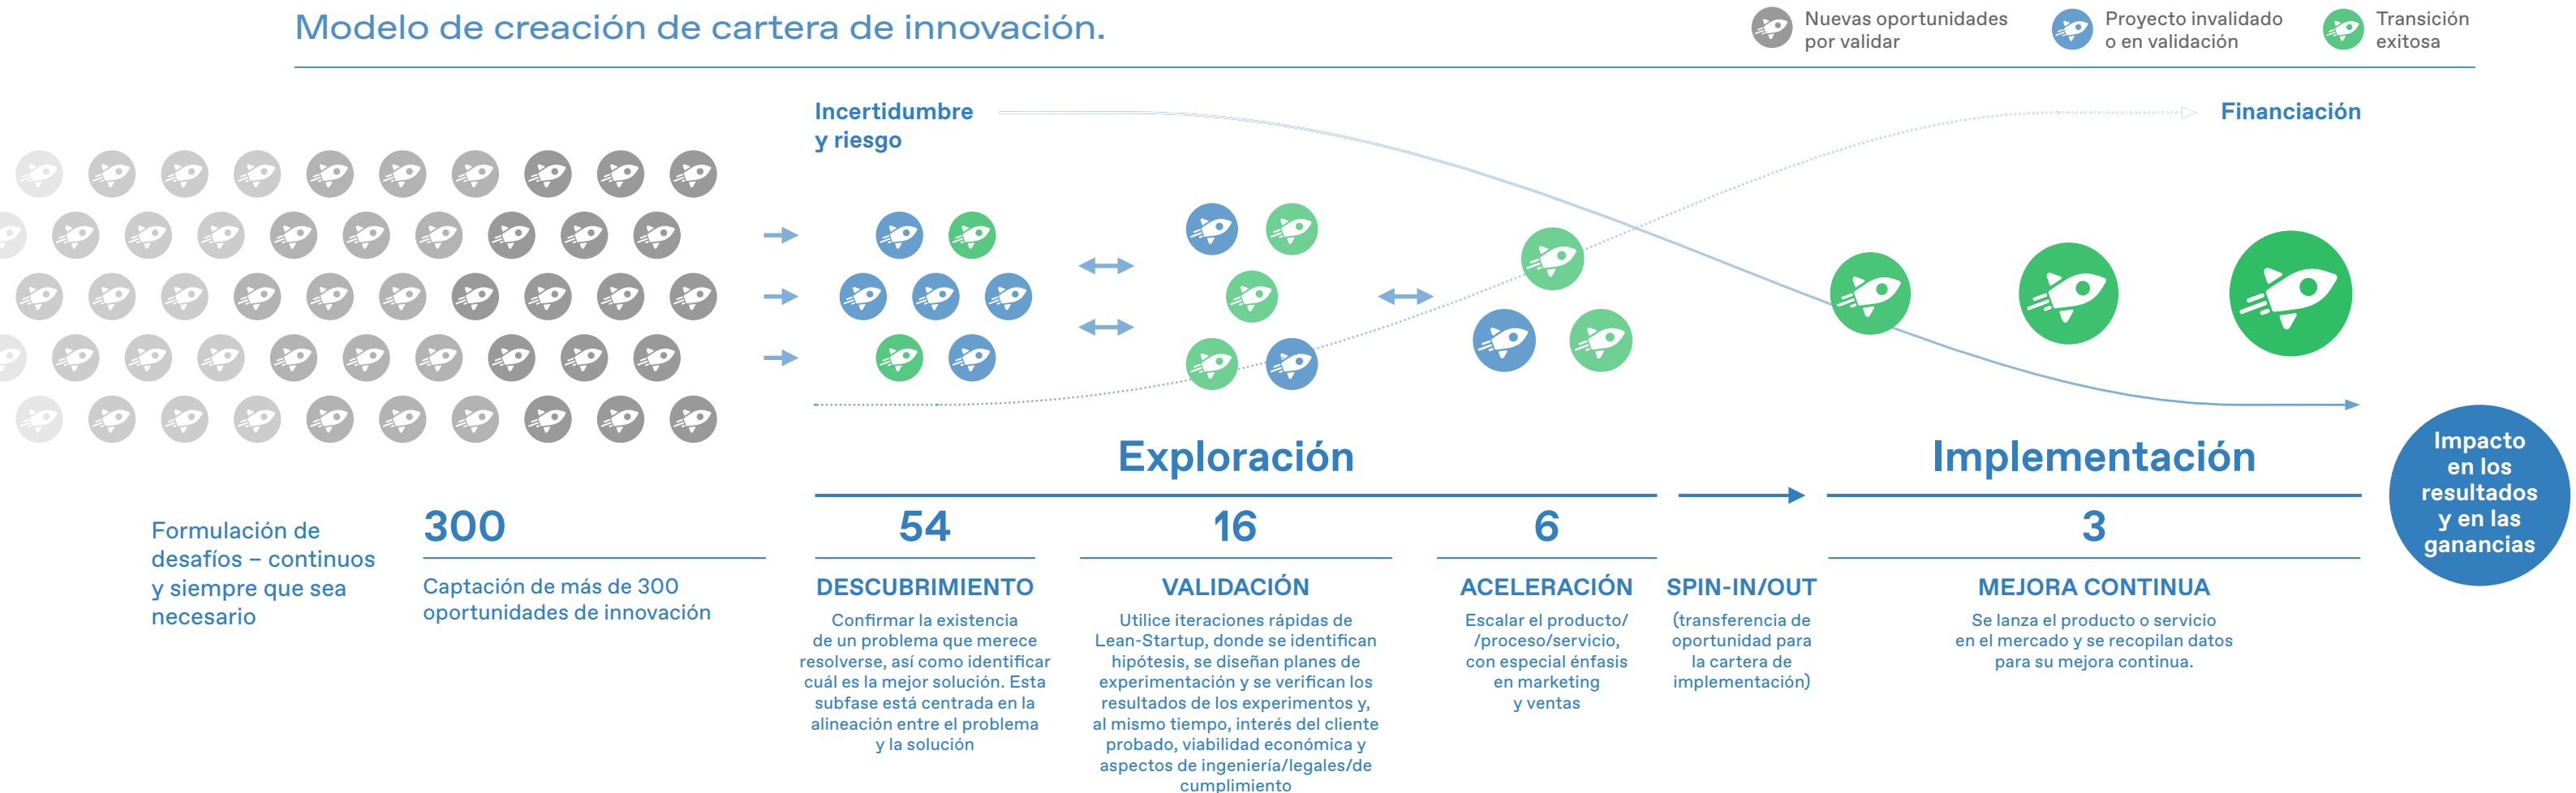 Modelo de creación de cartera de innovación.
Nuevas oportunidades
por validar
Proyecto invalidado
o en validación
Transición
exitosa
Incertidumbre
y riesgo
Financiación
Exploración
Implementación
Impacto
en los
resultados
y en las
ganancias
Formulación de
desafíos – continuos
y siempre que sea
necesario
300
Captación de más de 300
oportunidades de innovación
54
DESCUBRIMIENTO
Confirmar la existencia
de un problema que merece
resolverse, así como identificar
cuál es la mejor solución. Esta
subfase está centrada en la
alineación entre el problema
y la solución
16
VALIDACIÓN
Utilice iteraciones rápidas de
Lean-Startup, donde se identifican
hipótesis, se diseñan planes de
experimentación y se verifican los
resultados de los experimentos y,
al mismo tiempo, interés del cliente
probado, viabilidad económica y
aspectos de ingeniería/legales/de
cumplimiento
6
ACELERACIÓN
Escalar el producto/
/proceso/servicio,
con especial énfasis
en marketing
y ventas
SPIN-IN/OUT
(transferencia de
oportunidad para
la cartera de
implementación)
3
MEJORA CONTINUA
Se lanza el producto o servicio
en el mercado y se recopilan datos
para su mejora continua.